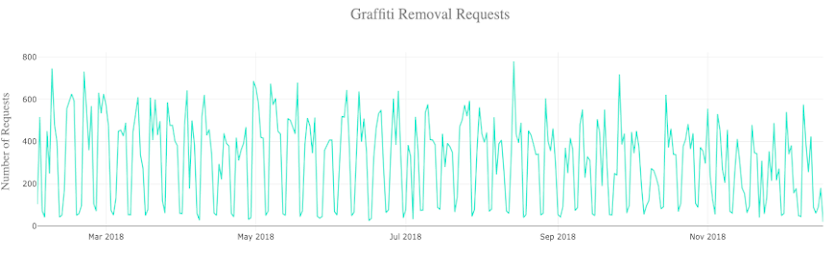 Graffiti Removal Requests
Number of Requests
800
600
400
200
0
Mar 2018
May 2018
Jul 2018
Sep 2018
Nov 2018